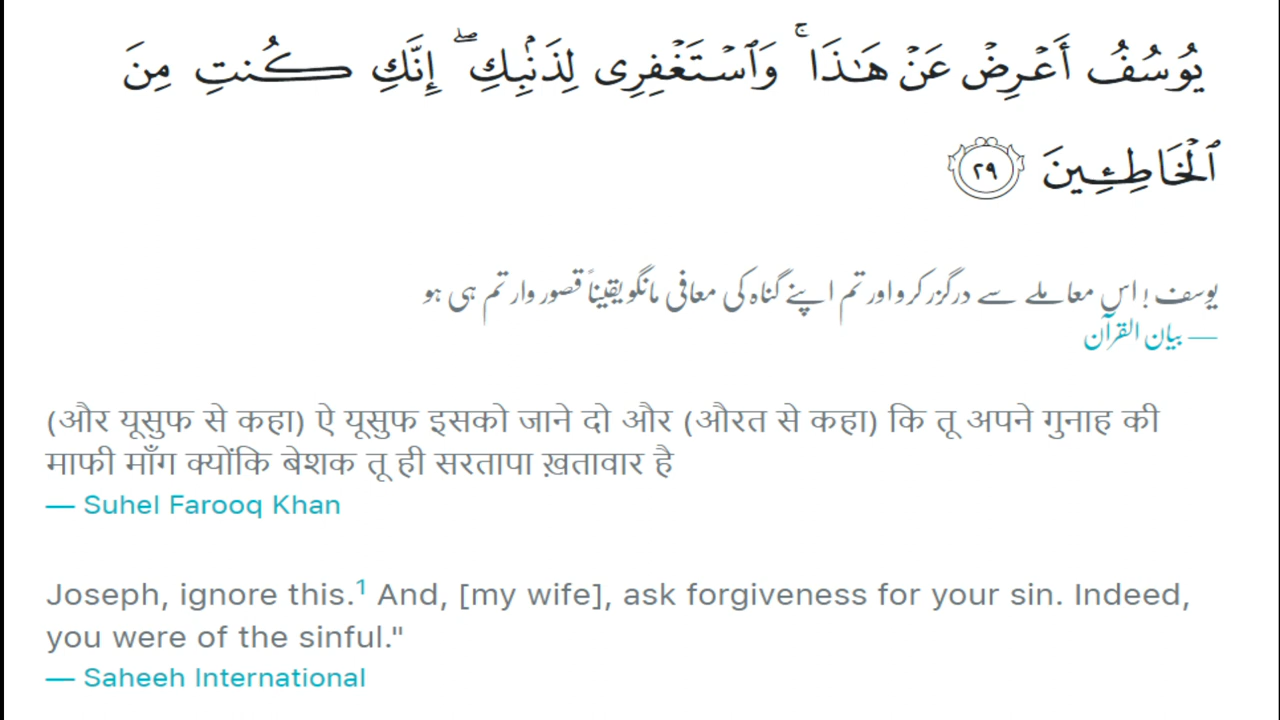 يُوسُفُ أَعۡرِضۡ عَنۡ هَٰذَاۚ وَٱسۡتَغۡفِرِى لِذَنۢبِكِۖ إِنَّكِ كُنتِ مِنَ
ٱلۡخَاطِـِٔينَ ٢٩
یوسف ! اس معاملے سے درگزر کرو اور تم اپنے گناہ کی معافی مانگو یقیناً قصور وار تم ہی ہو
— بیان القرآن
(और यूसुफ से कहा) ऐ यूसुफ इसको जाने दो और (औरत से कहा) कि तू अपने गुनाह की
माफी माँग क्योंकि बेशक तू ही सरतापा ख़तावार है
— Suhel Farooq Khan
Joseph, ignore this.¹ And, [my wife], ask forgiveness for your sin. Indeed,
you were of the sinful."
— Saheeh International